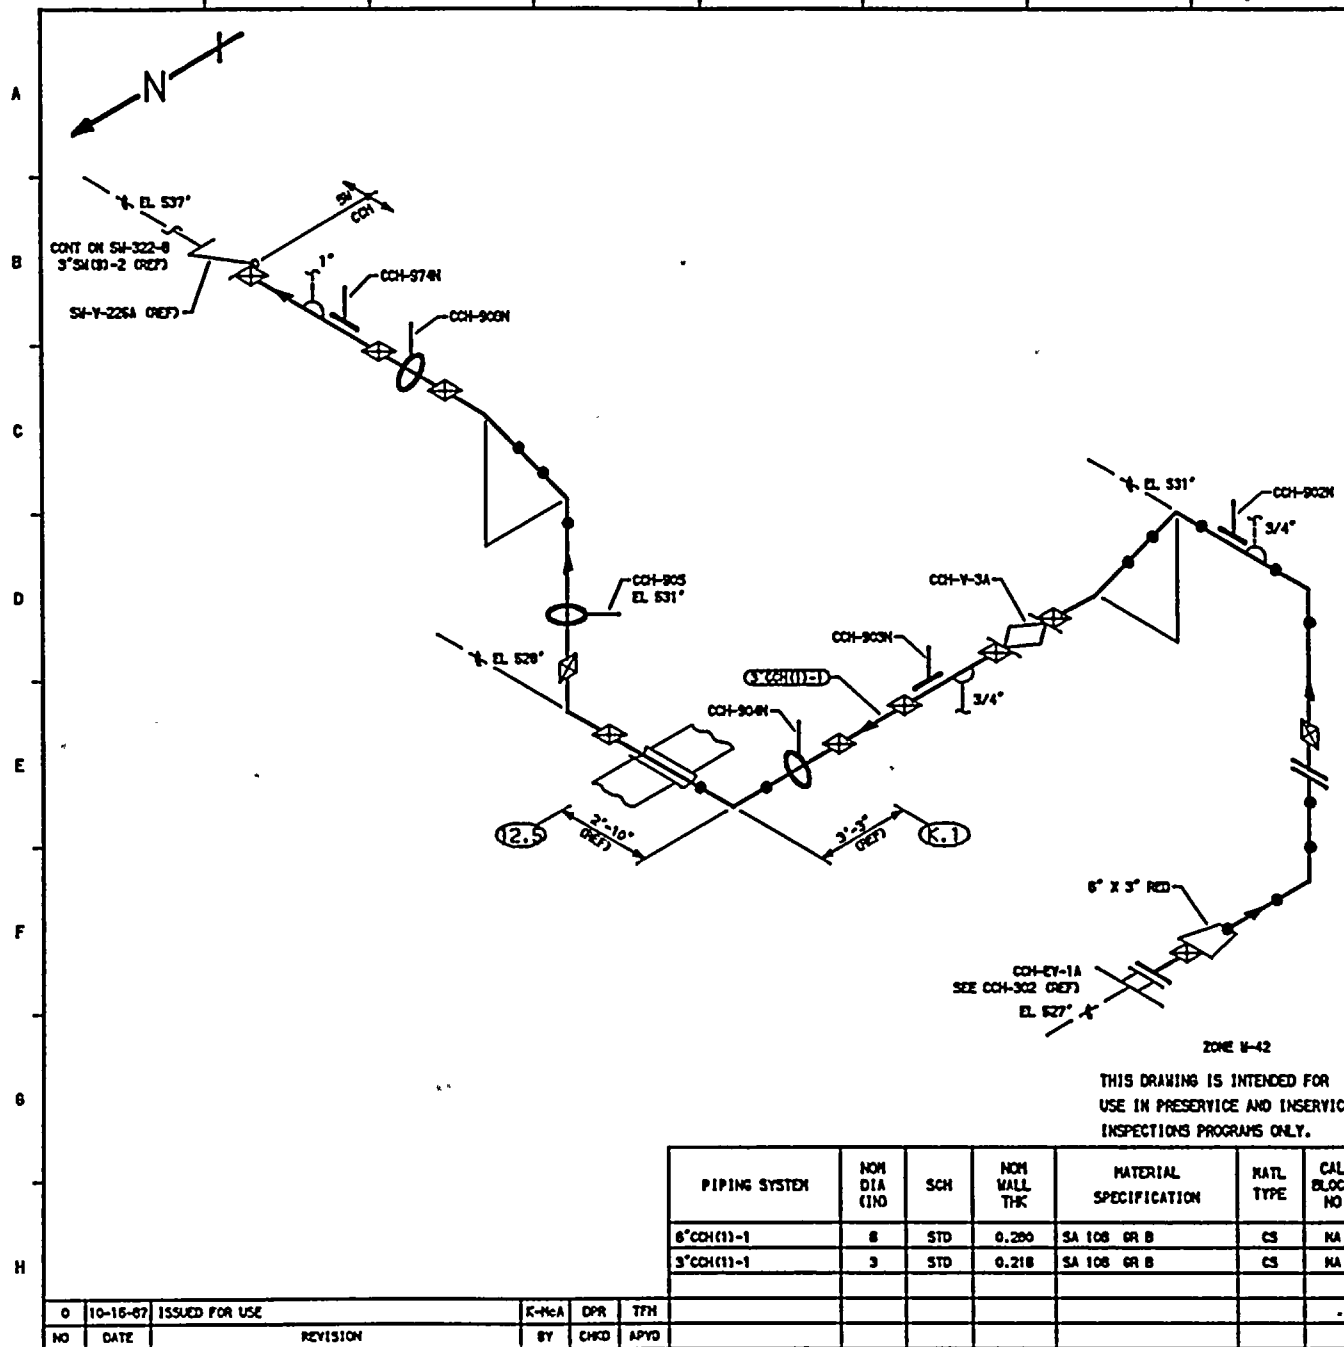 N
A
B
C
D
E
F
G
H
EL 537'
SW
CCH
CONT ON SW-322-8
3"SW(9)-2 (REF)
SW-V-226A (REF)
1"
CCH-974N
CCH-908N
CCH-905
EL 531'
EL 528'
EL 531'
CCH-902N
3/4"
CCH-V-3A
CCH-903N
3"CCH(1)-1
3/4"
CCH-904N
12.5
2'-10"
(REF)
3'-3"
(REF)
K.1
6" X 3" RED
CCH-EV-1A
SEE CCH-302 (REF)
EL 527'
ZONE W-42
THIS DRAWING IS INTENDED FOR
USE IN PRESERVICE AND INSERVIC
INSPECTIONS PROGRAMS ONLY.
PIPING SYSTEM NOM DIA (IN) SCH NOM WALL THK MATERIAL SPECIFICATION MATL TYPE CAL BLOC NO
6"CCH(1)-1 6 STD 0.280 SA 106 GR B CS NA
3"CCH(1)-1 3 STD 0.216 SA 106 GR B CS NA
0 10-16-87 ISSUED FOR USE K-McA DPR TFH
NO DATE REVISION BY CHKD APVD